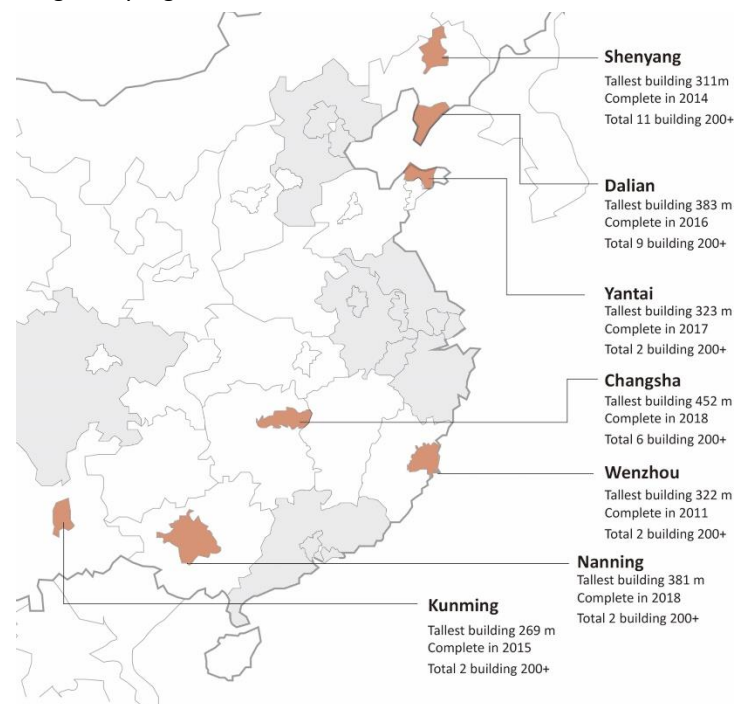 Shenyang
Tallest building 311m
Complete in 2014
Total 11 building 200+
Dalian
Tallest building 383 m
Complete in 2016
Total 9 building 200+
Yantai
Tallest building 323 m
Complete in 2017
Total 2 building 200+
Changsha
Tallest building 452 m
Complete in 2018
Total 6 building 200+
Wenzhou
Tallest building 322 m
Complete in 2011
Total 2 building 200+
Nanning
Tallest building 381 m
Complete in 2018
Total 2 building 200+
Kunming
Tallest building 269 m
Complete in 2015
Total 2 building 200+